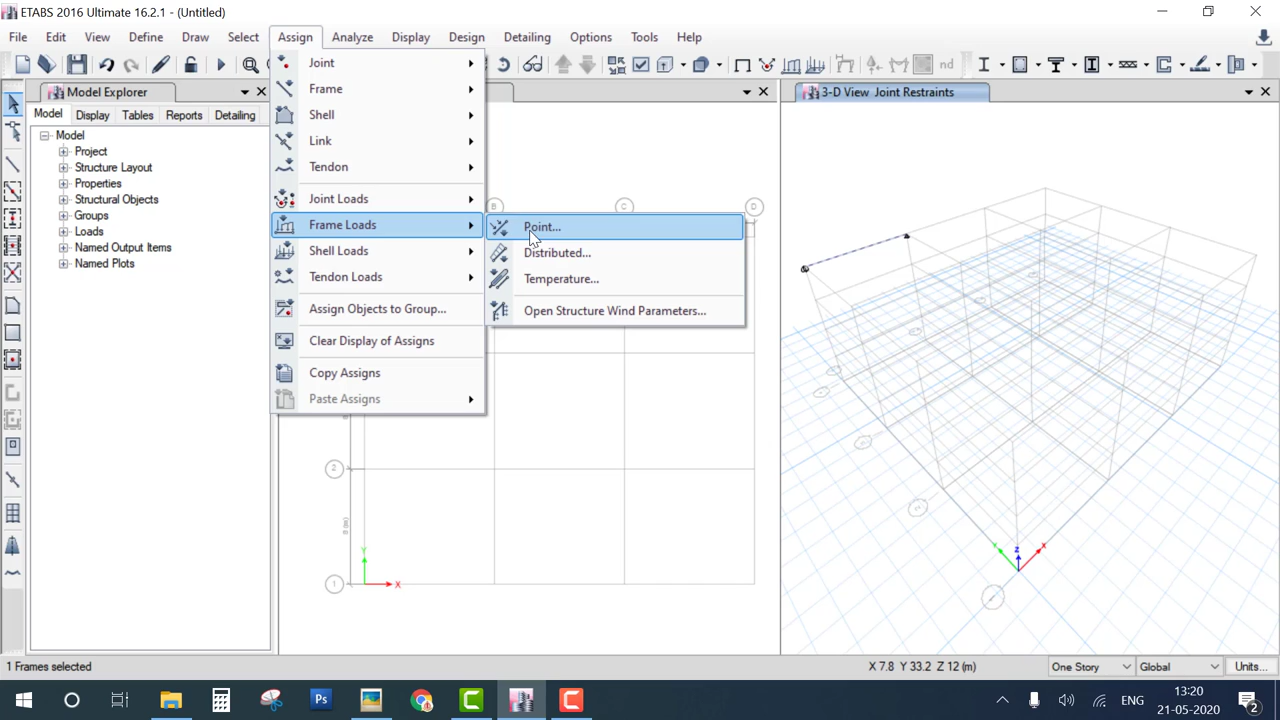 ETABS 2016 Ultimate 16.2.1 - (Untitled)
File Edit View Define Draw Select Assign Analyze Display Design Detailing Options Tools Help
nd
Model Explorer
Model Display Tables Reports Detailing
Model
Project
Structure Layout
Properties
Structural Objects
Groups
Loads
Named Output Items
Named Plots
Joint
Frame
Shell
Link
Tendon
Joint Loads
Frame Loads
Shell Loads
Tendon Loads
Assign Objects to Group...
Clear Display of Assigns
Copy Assigns
Paste Assigns
Point...
Distributed...
Temperature...
Open Structure Wind Parameters...
B C D
2
8 (m)
1
Y
X
3-D View Joint Restraints
Y Z X
1 Frames selected
X 7.8 Y 33.2 Z 12 (m)
One Story
Global
Units...
Ps
ENG
13:20
21-05-2020
2